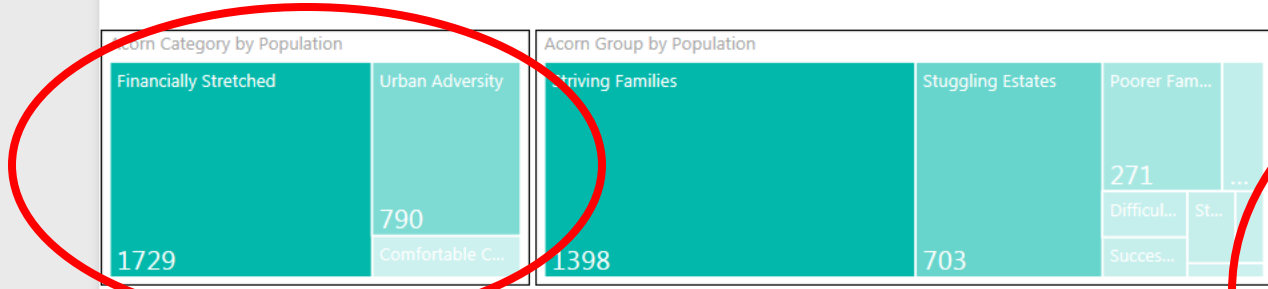 Acorn Category by Population
Financially Stretched
1729
Urban Adversity
790
Comfortable C...
Acorn Group by Population
Striving Families
1398
Stuggling Estates
703
Poorer Fam...
271
...
Difficul...
St...
Succes...